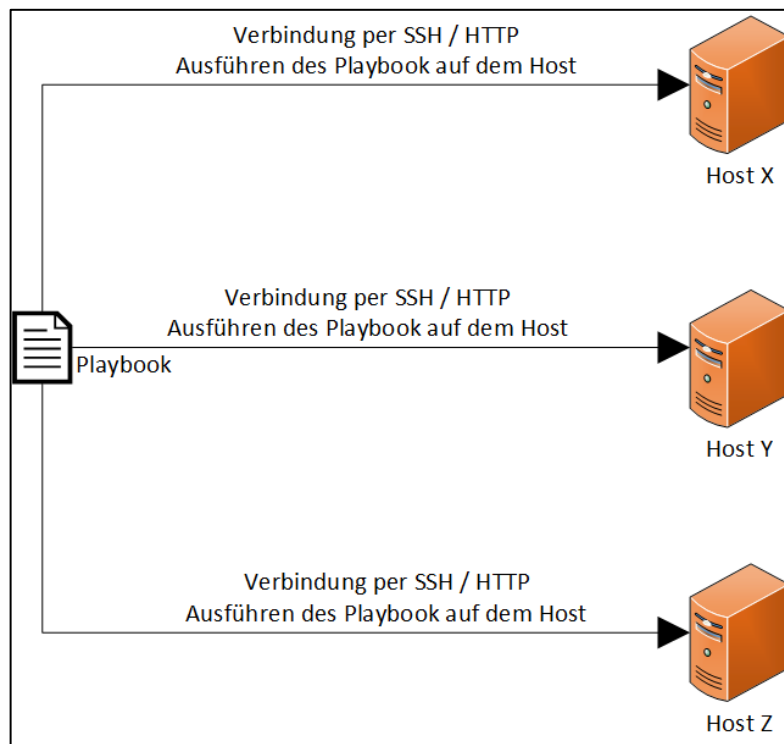 Verbindung per SSH / HTTP
Ausführen des Playbook auf dem Host
Host X
Verbindung per SSH / HTTP
Ausführen des Playbook auf dem Host
Playbook
Host Y
Verbindung per SSH / HTTP
Ausführen des Playbook auf dem Host
Host Z